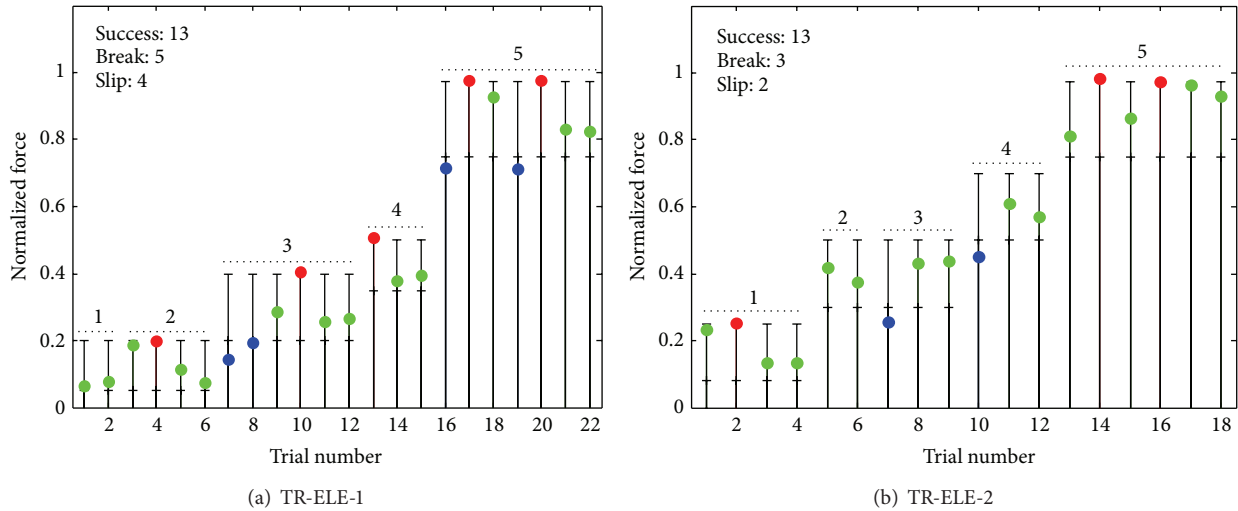 Success: 13
Break: 5
Slip: 4
1
0.8
0.6
0.4
0.2
0
Normalized force
1
2
3
4
5
2 4 6 8 10 12 14 16 18 20 22
Trial number
(a) TR-ELE-1
Success: 13
Break: 3
Slip: 2
1
0.8
0.6
0.4
0.2
0
Normalized force
1
2
3
4
5
2 4 6 8 10 12 14 16 18
Trial number
(b) TR-ELE-2